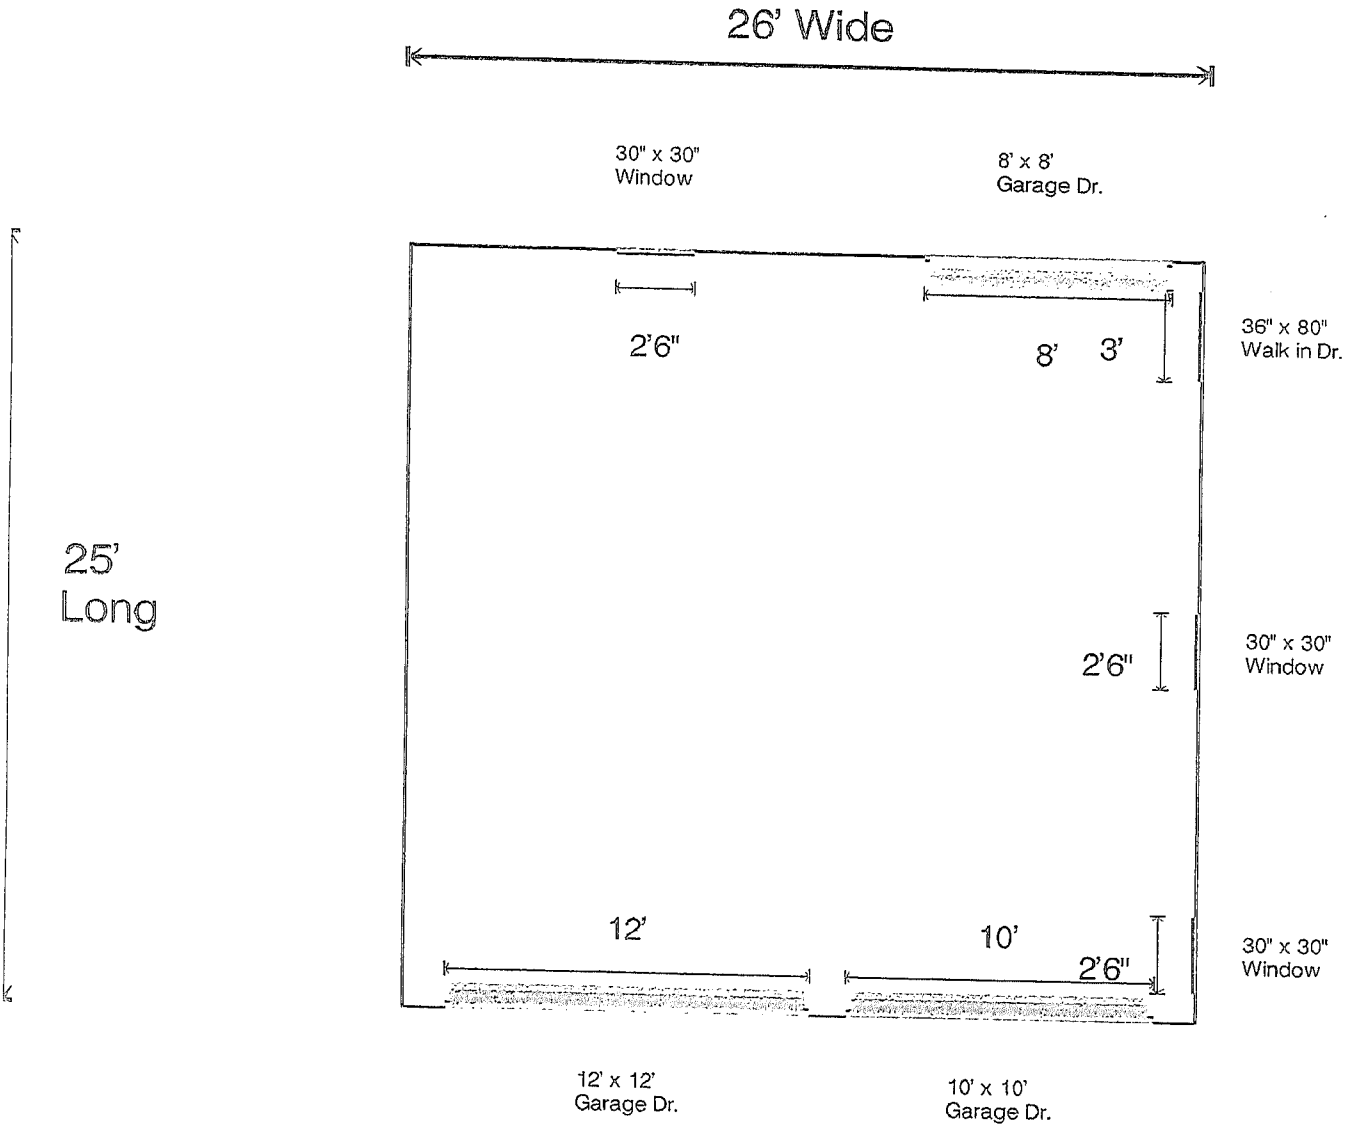 26' Wide
30" x 30"
Window
8' x 8'
Garage Dr.
2'6"
8'
3'
36" x 80"
Walk in Dr.
25'
Long
2'6"
30" x 30"
Window
12'
10'
2'6"
30" x 30"
Window
12' x 12'
Garage Dr.
10' x 10'
Garage Dr.